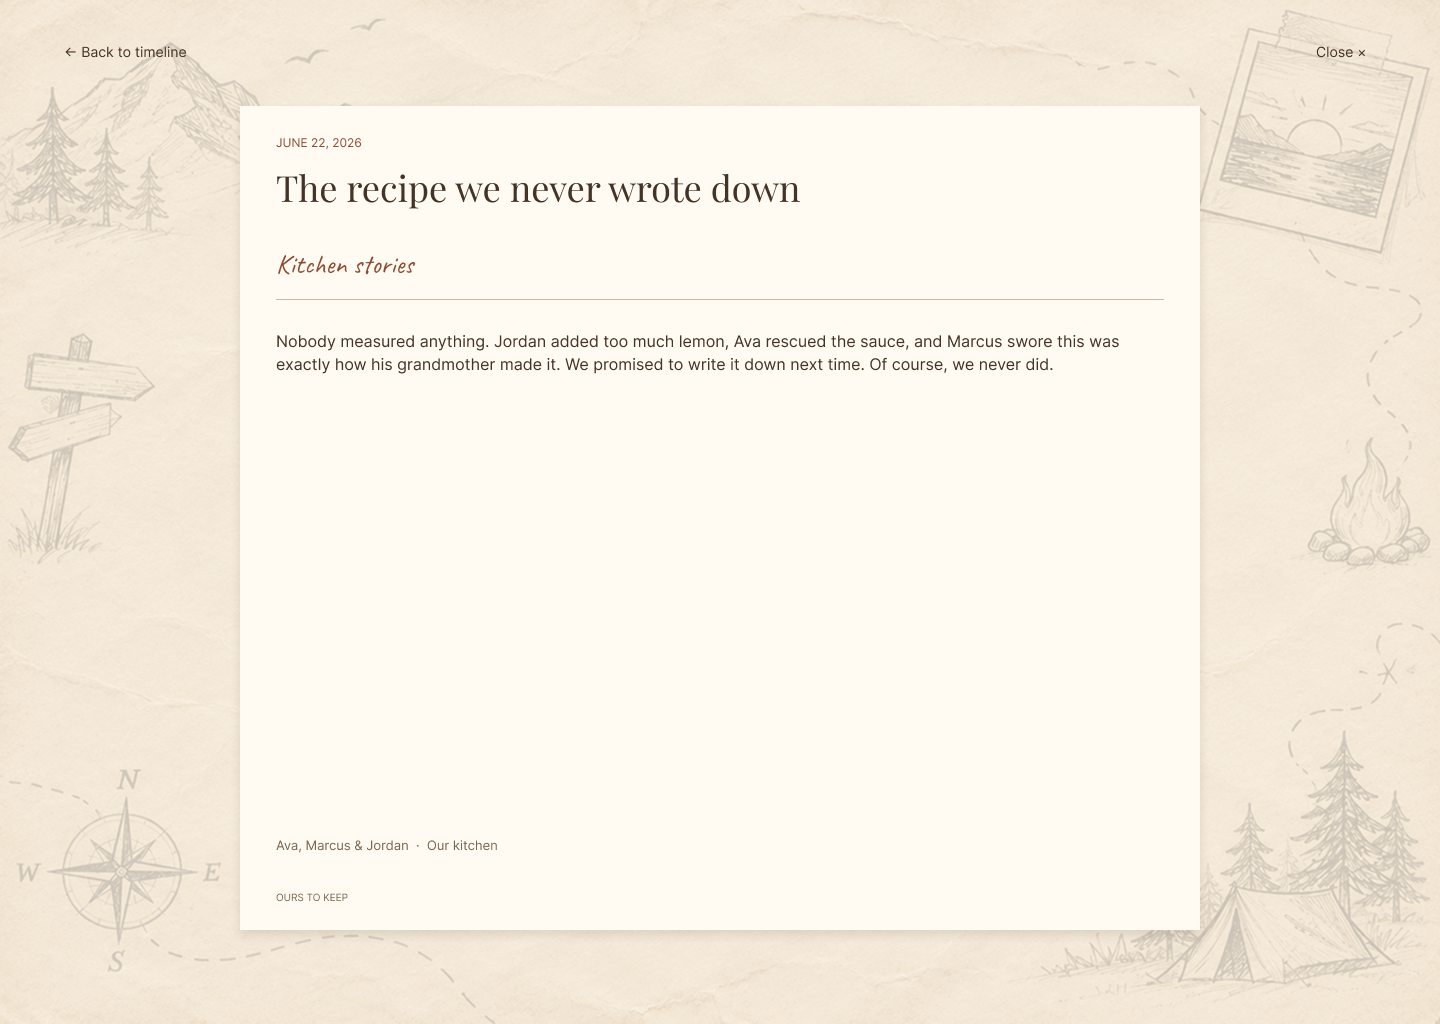 ← Back to timeline
Close ×
JUNE 22, 2026
The recipe we never wrote down
Kitchen stories
Nobody measured anything. Jordan added too much lemon, Ava rescued the sauce, and Marcus swore this was
exactly how his grandmother made it. We promised to write it down next time. Of course, we never did.
N
W
E
S
Ava, Marcus & Jordan · Our kitchen
OURS TO KEEP